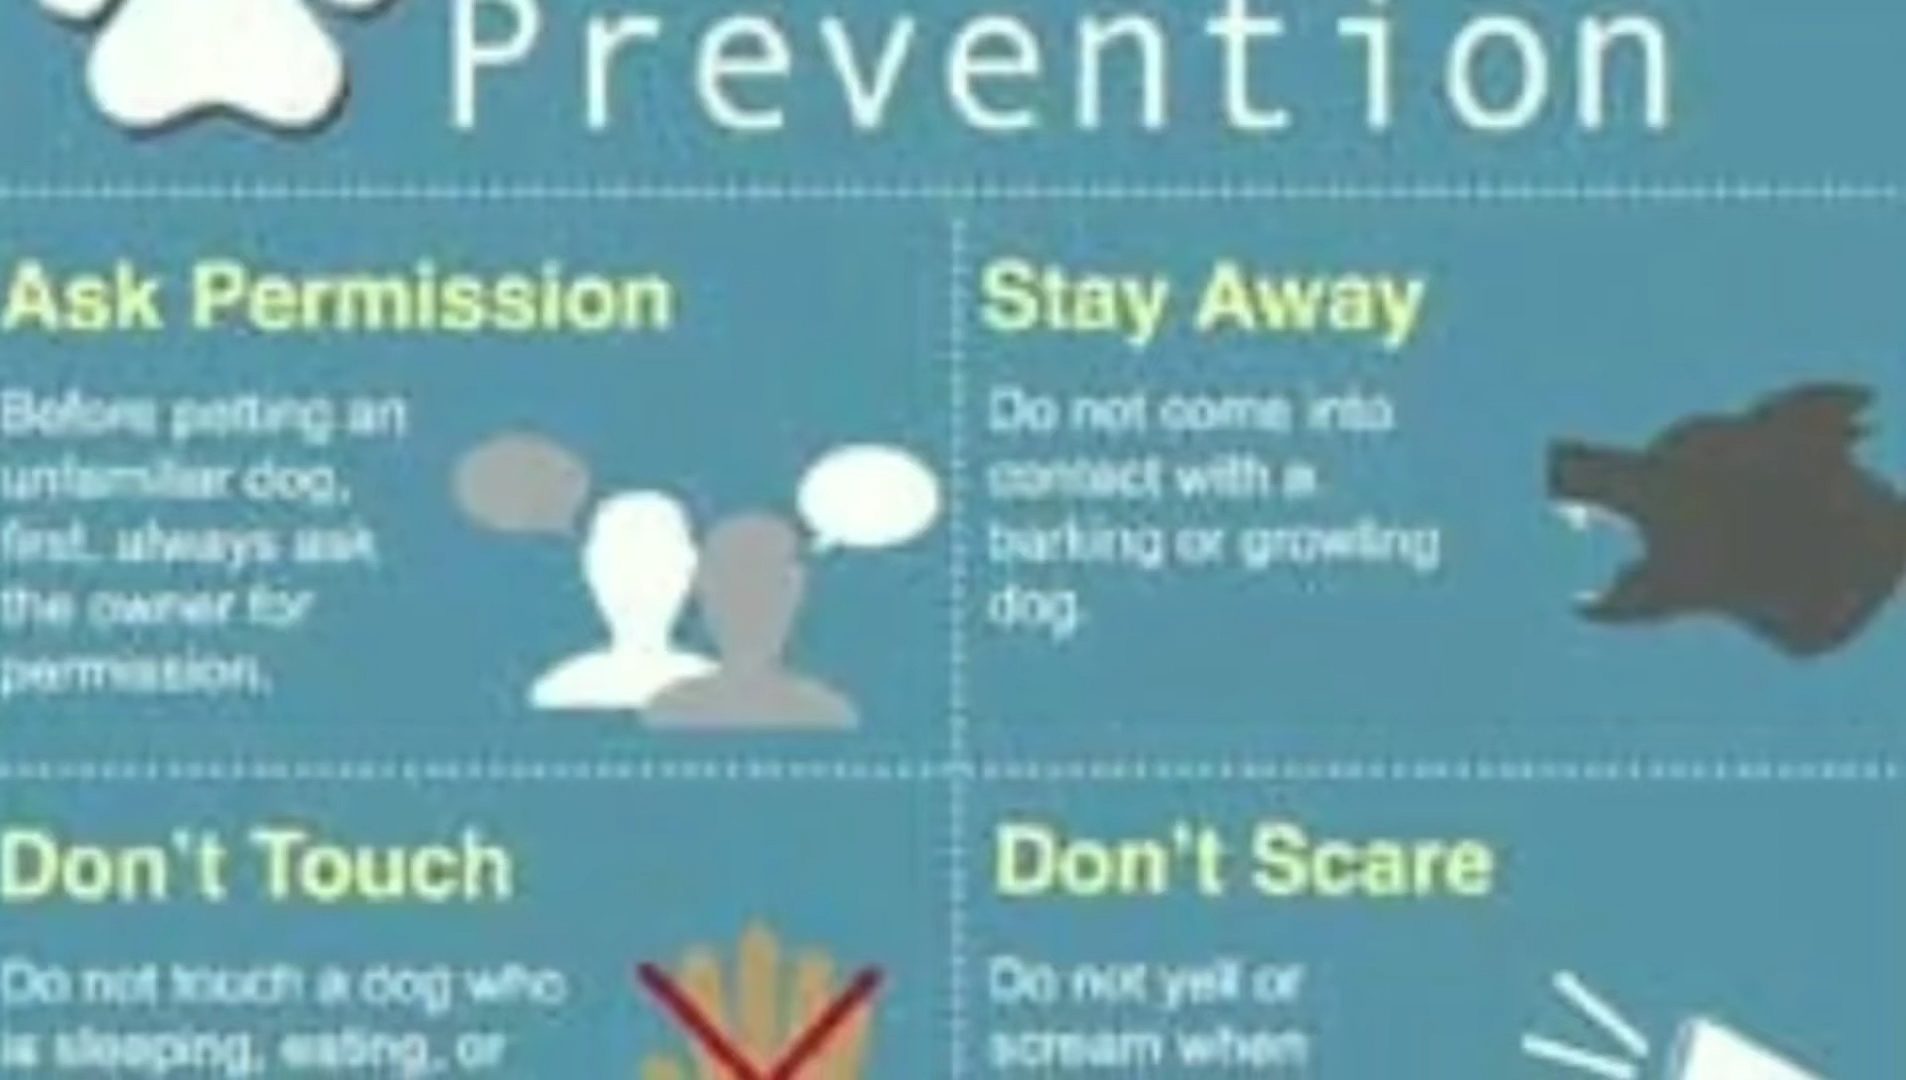 Prevention
Ask Permission
Before petting an
unfamiliar dog,
first, always ask
the owner for
permission.
Stay Away
Do not come into
contact with a
barking or growling
dog.
Don't Touch
Do not touch a dog who
is sleeping, eating, or
Don't Scare
Do not yell or
scream when